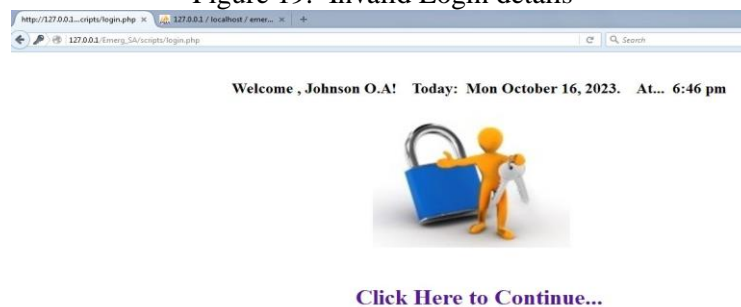 Figure 19: Invalid Login details
http://127.0.0.1...cripts/login.php ×
127.0.0.1 / localhost / emer... × +
127.0.0.1/Emerg_SA/scripts/login.php
Search
Welcome , Johnson O.A! Today: Mon October 16, 2023. At... 6:46 pm
Click Here to Continue...